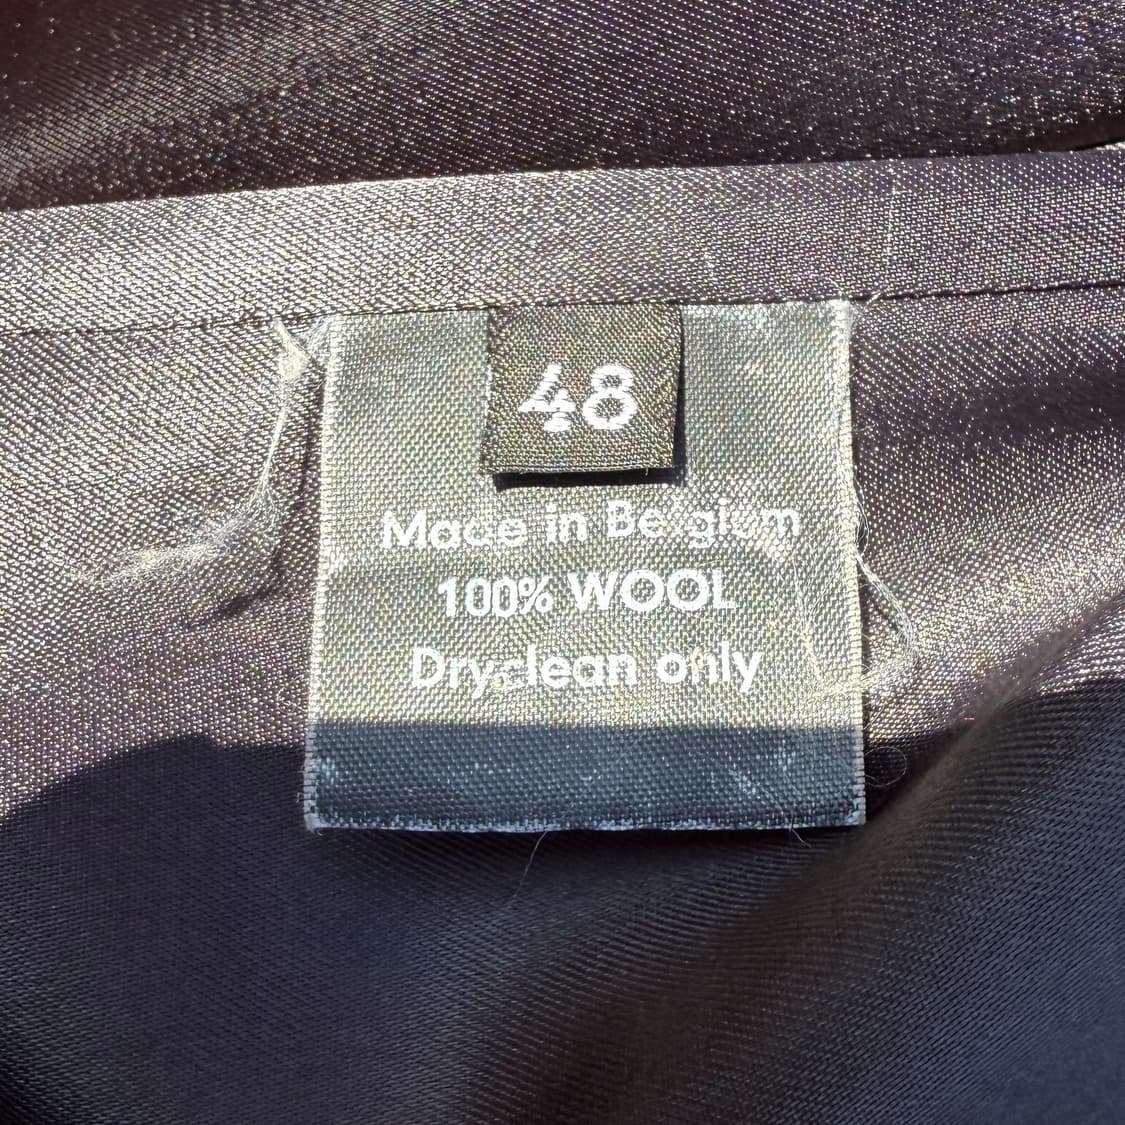 48
Made in Belgium
100% WOOL
Dryclean only